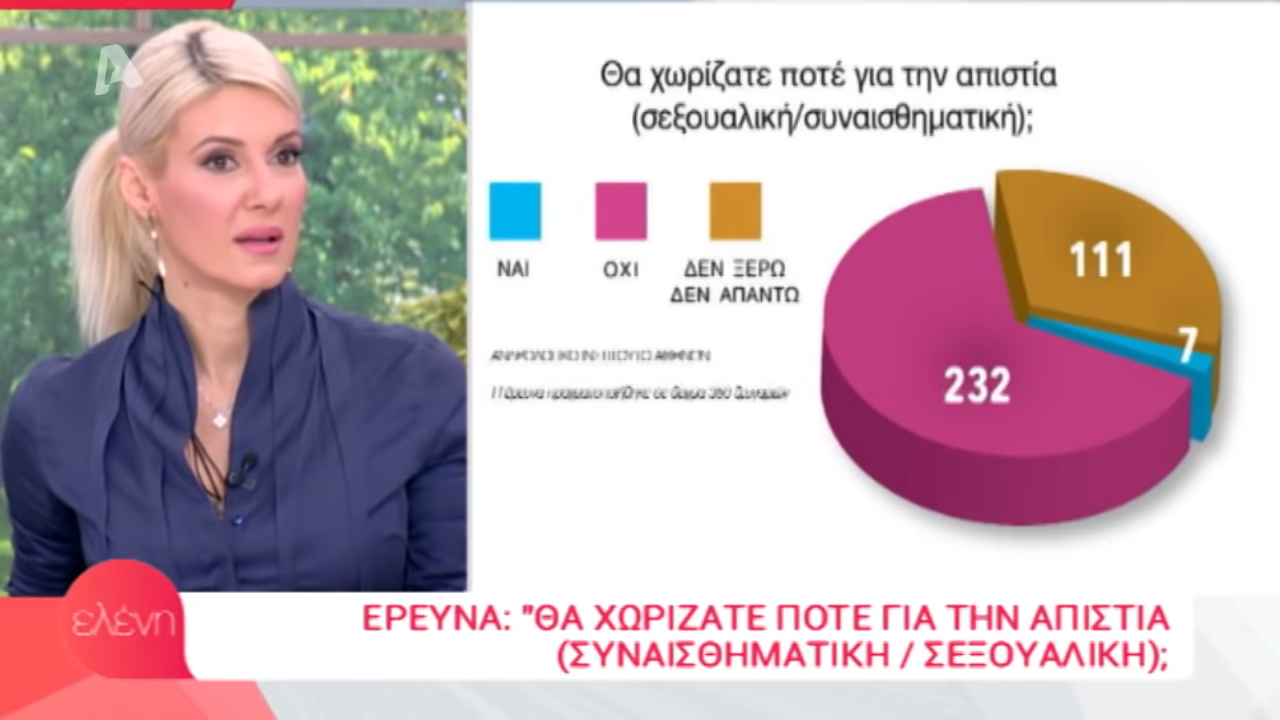 Θα χωρίζατε ποτέ για την απιστία
(σεξουαλική/συναισθηματική);
ΝΑΙ
ΟΧΙ
ΔΕΝ ΞΕΡΩ
ΔΕΝ ΑΠΑΝΤΩ
111
7
232
ελένη
ΕΡΕΥΝΑ: "ΘΑ ΧΩΡΙΖΑΤΕ ΠΟΤΕ ΓΙΑ ΤΗΝ ΑΠΙΣΤΙΑ
(ΣΥΝΑΙΣΘΗΜΑΤΙΚΗ / ΣΕΞΟΥΑΛΙΚΗ);